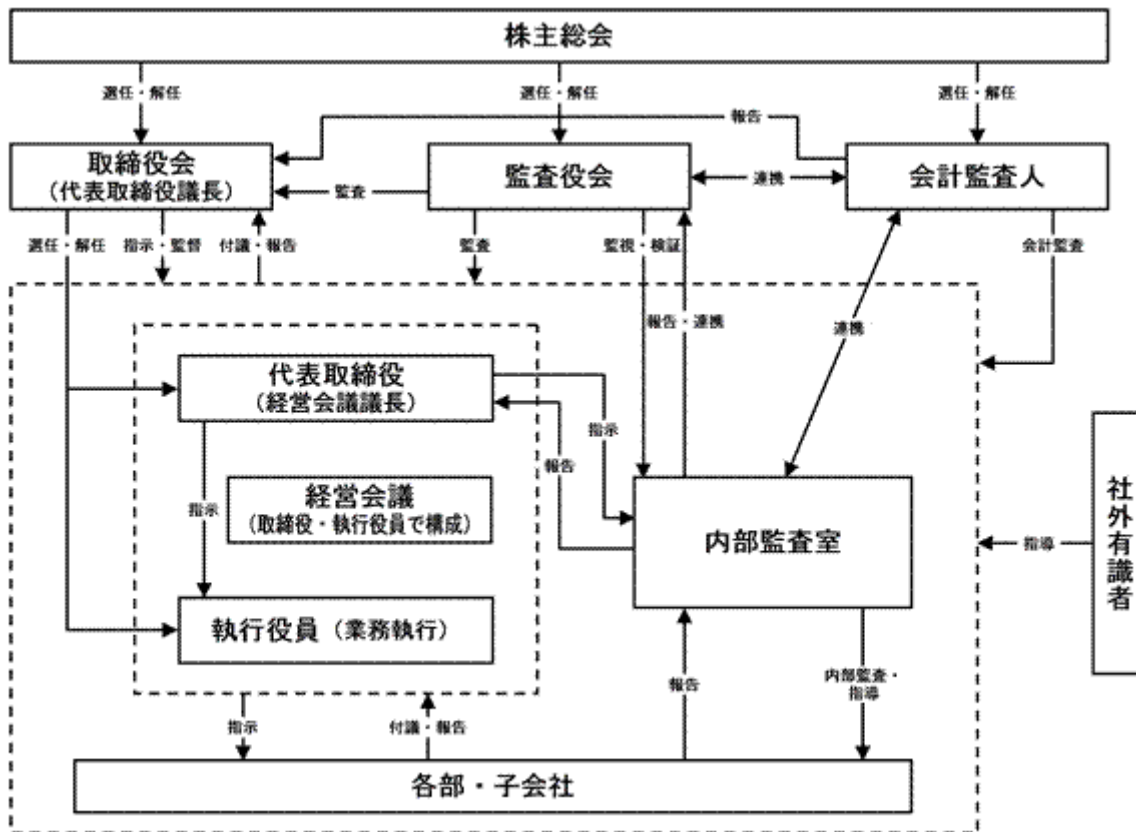 株主総会
選任・解任
選任・解任
選任・解任
報告
取締役会
(代表取締役議長)
監査
監査役会
連携
会計監査人
選任・解任
指示・監督
付議・報告
監査
監視・検証
会計監査
報告・連携
連携
代表取締役
(経営会議議長)
指示
報告
経営会議
(取締役・執行役員で構成)
指示
内部監査室
指導
社外有識者
執行役員(業務執行)
報告
内部監査・
指導
指示
付議・報告
各部・子会社